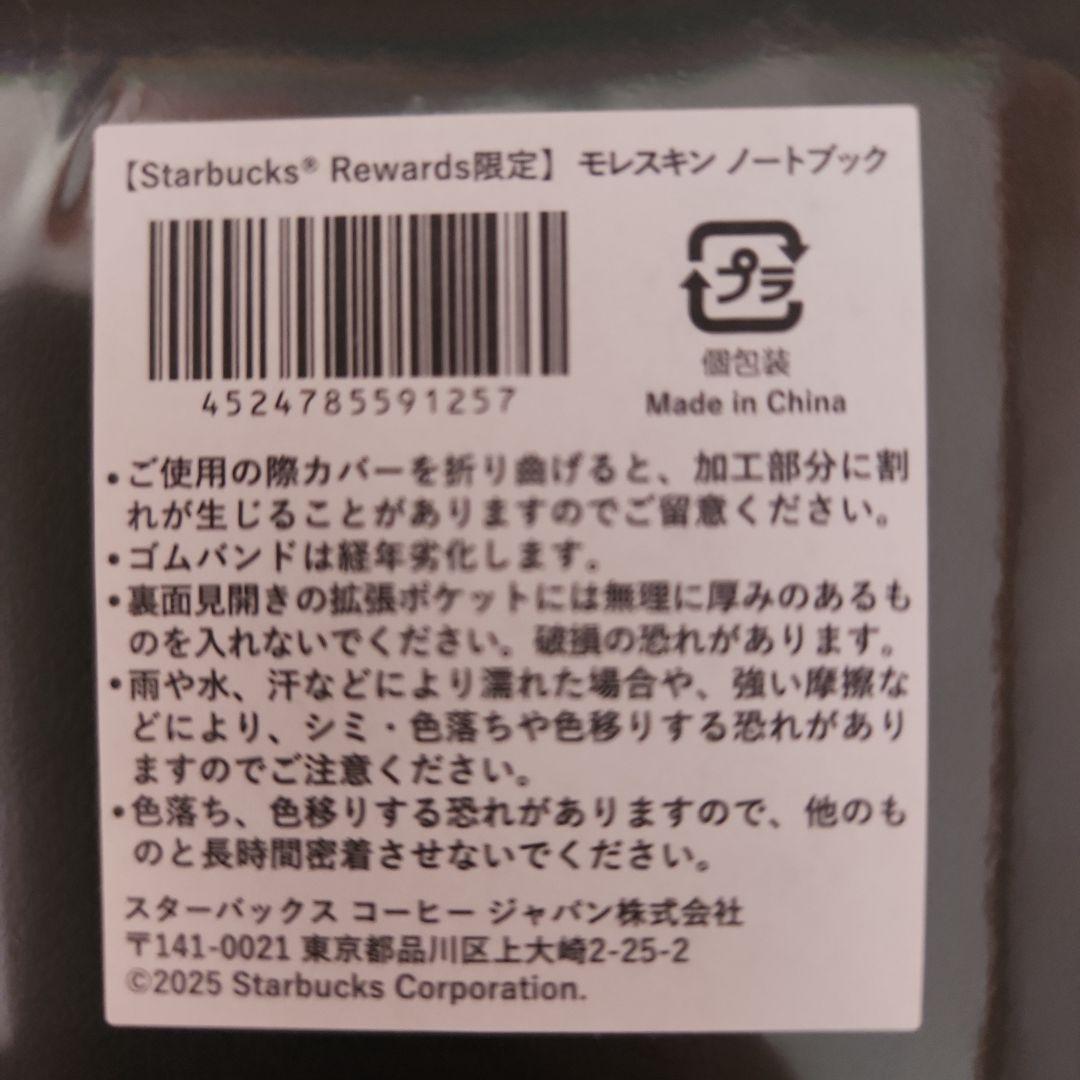 【Starbucks® Rewards限定】 モレスキン ノートブック
プラ
個包装
4524785591257
Made in China
・ご使用の際カバーを折り曲げると、加工部分に割
れが生じることがありますのでご留意ください。
・ゴムバンドは経年劣化します。
・裏面見開きの拡張ポケットには無理に厚みのあるも
のを入れないでください。破損の恐れがあります。
・雨や水、汗などにより濡れた場合や、強い摩擦な
どにより、シミ・色落ちや色移りする恐れがあり
ますのでご注意ください。
・色落ち、色移りする恐れがありますので、他のも
のと長時間密着させないでください。
スターバックス コーヒー ジャパン株式会社
〒141-0021 東京都品川区上大崎2-25-2
©2025 Starbucks Corporation.